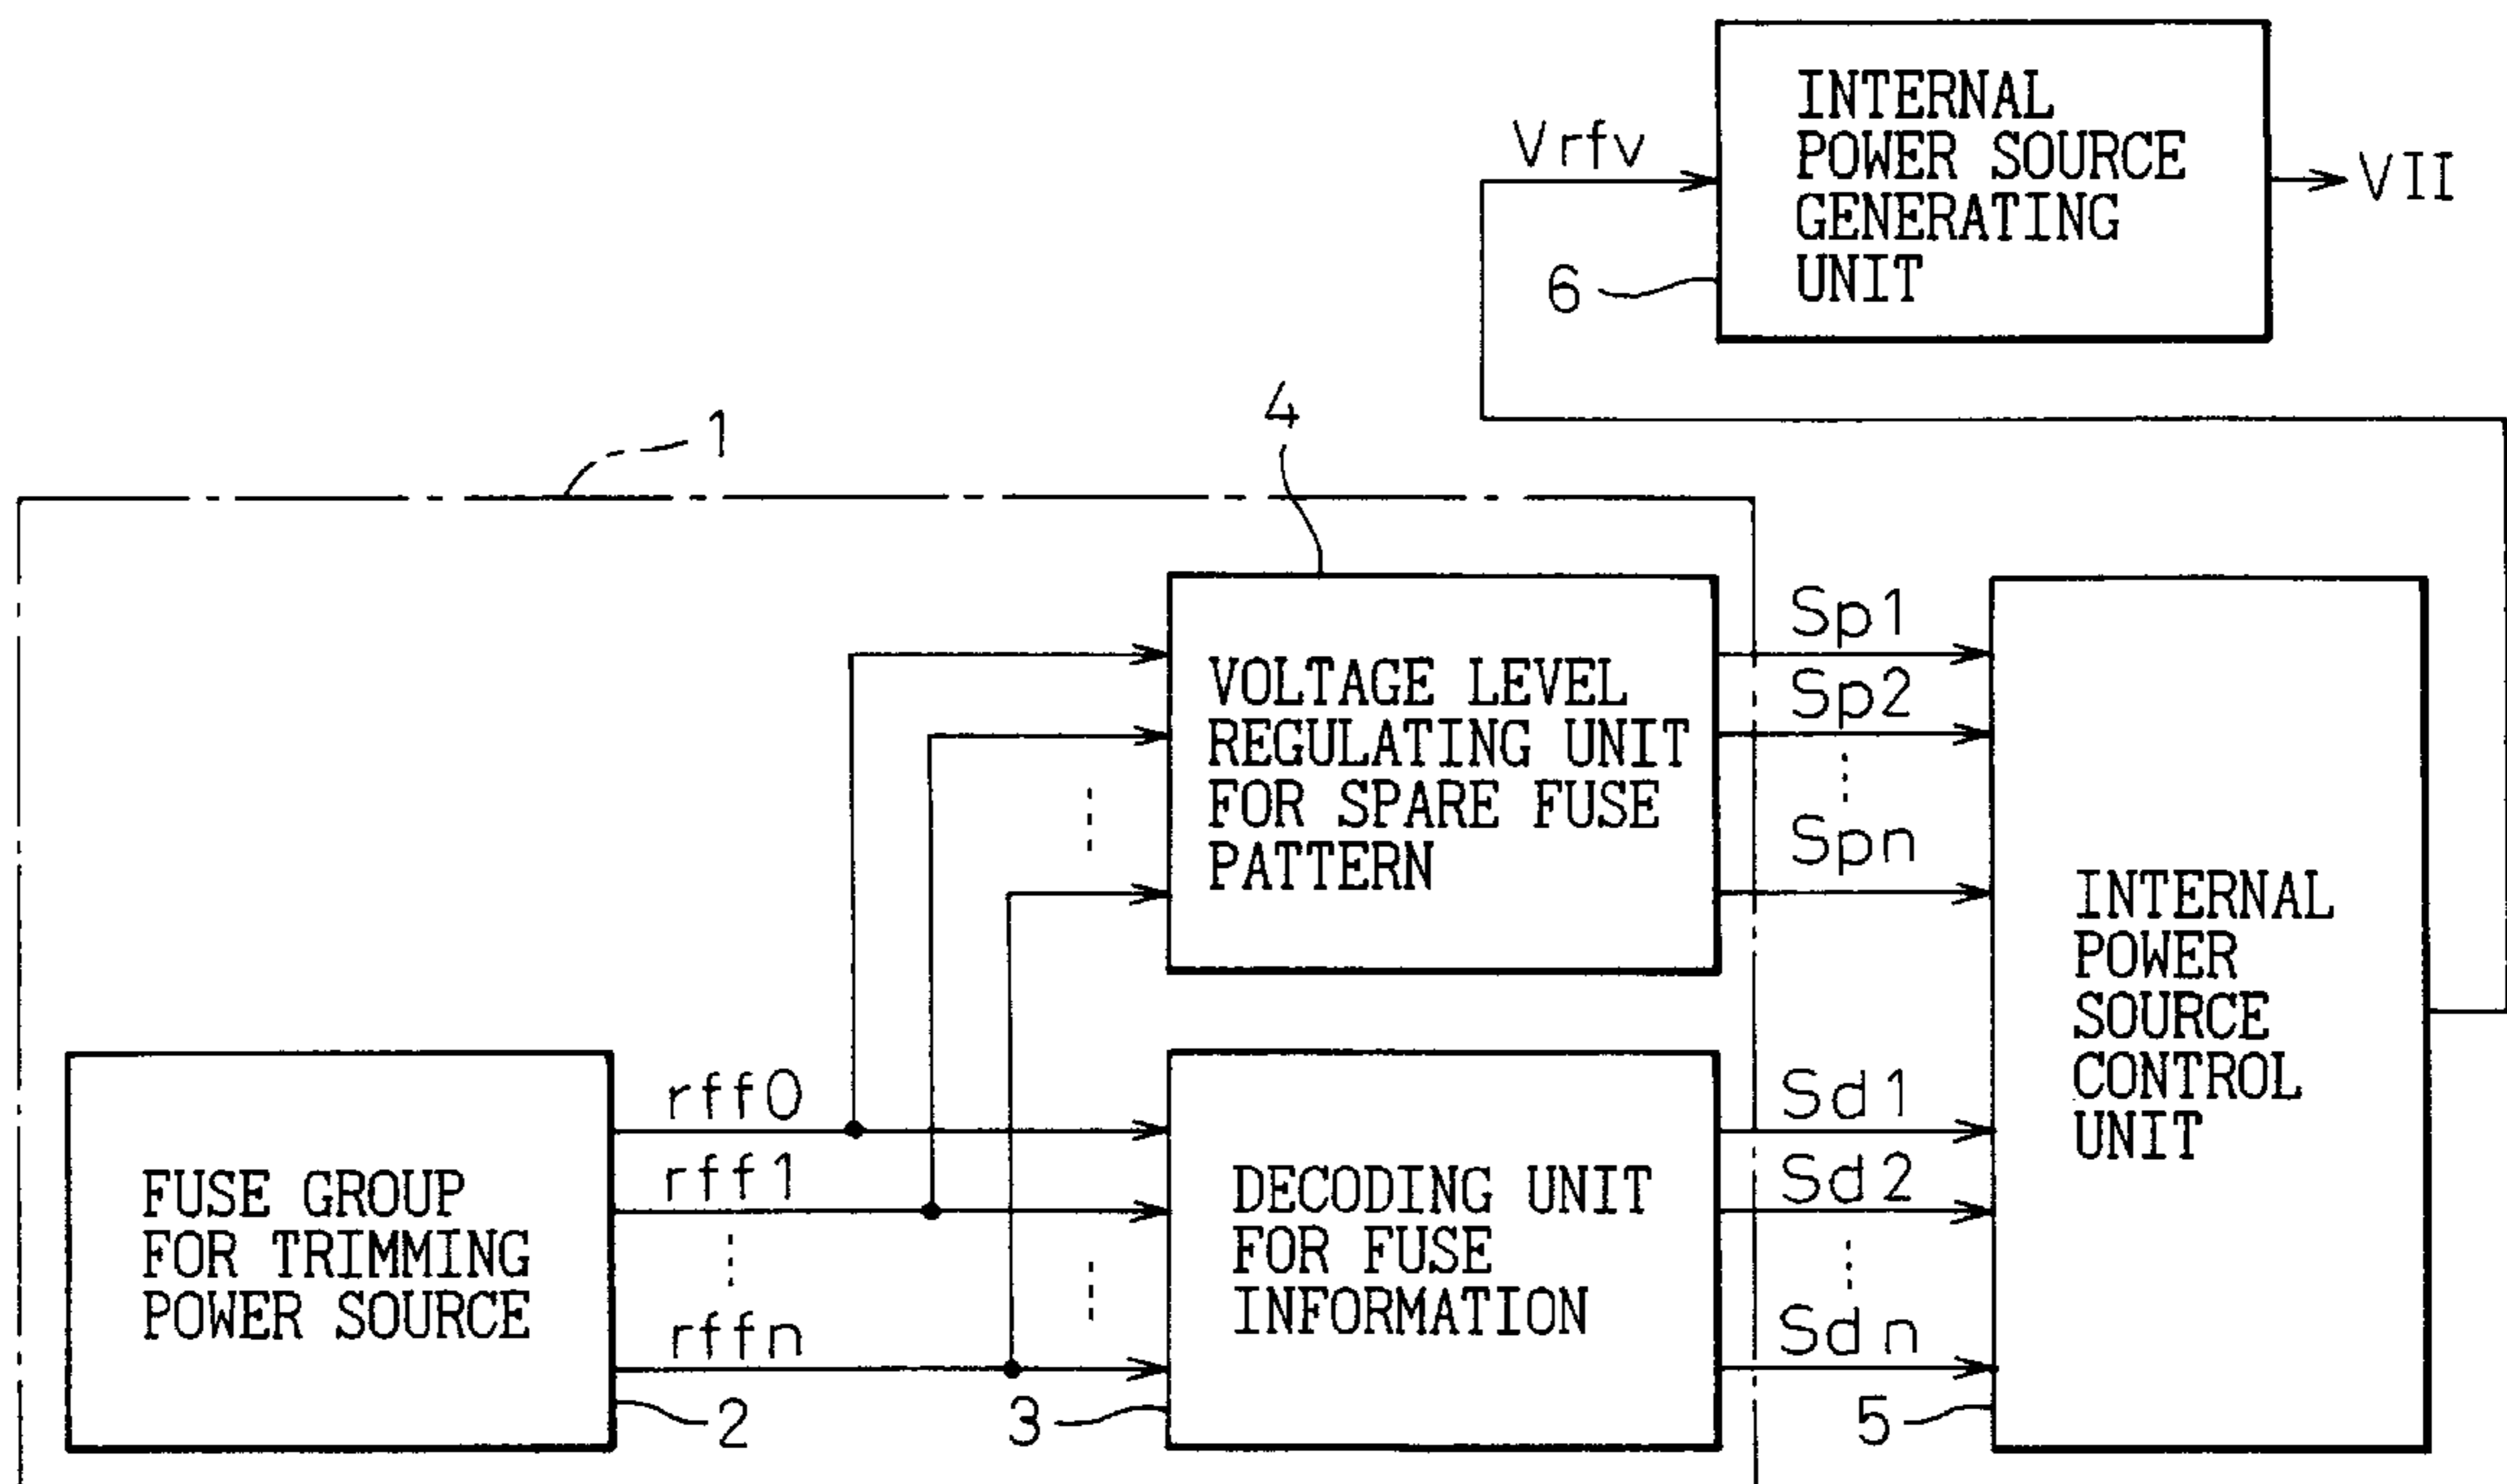 INTERNAL
POWER SOURCE
GENERATING
UNIT
Vrfv
VII
6
4
1
VOLTAGE LEVEL
REGULATING UNIT
FOR SPARE FUSE
PATTERN
Sp1
Sp2
Spn
INTERNAL
POWER
SOURCE
CONTROL
UNIT
FUSE GROUP
FOR TRIMMING
POWER SOURCE
rff0
rff1
rffn
2
DECODING UNIT
FOR FUSE
INFORMATION
3
Sd1
Sd2
Sdn
5